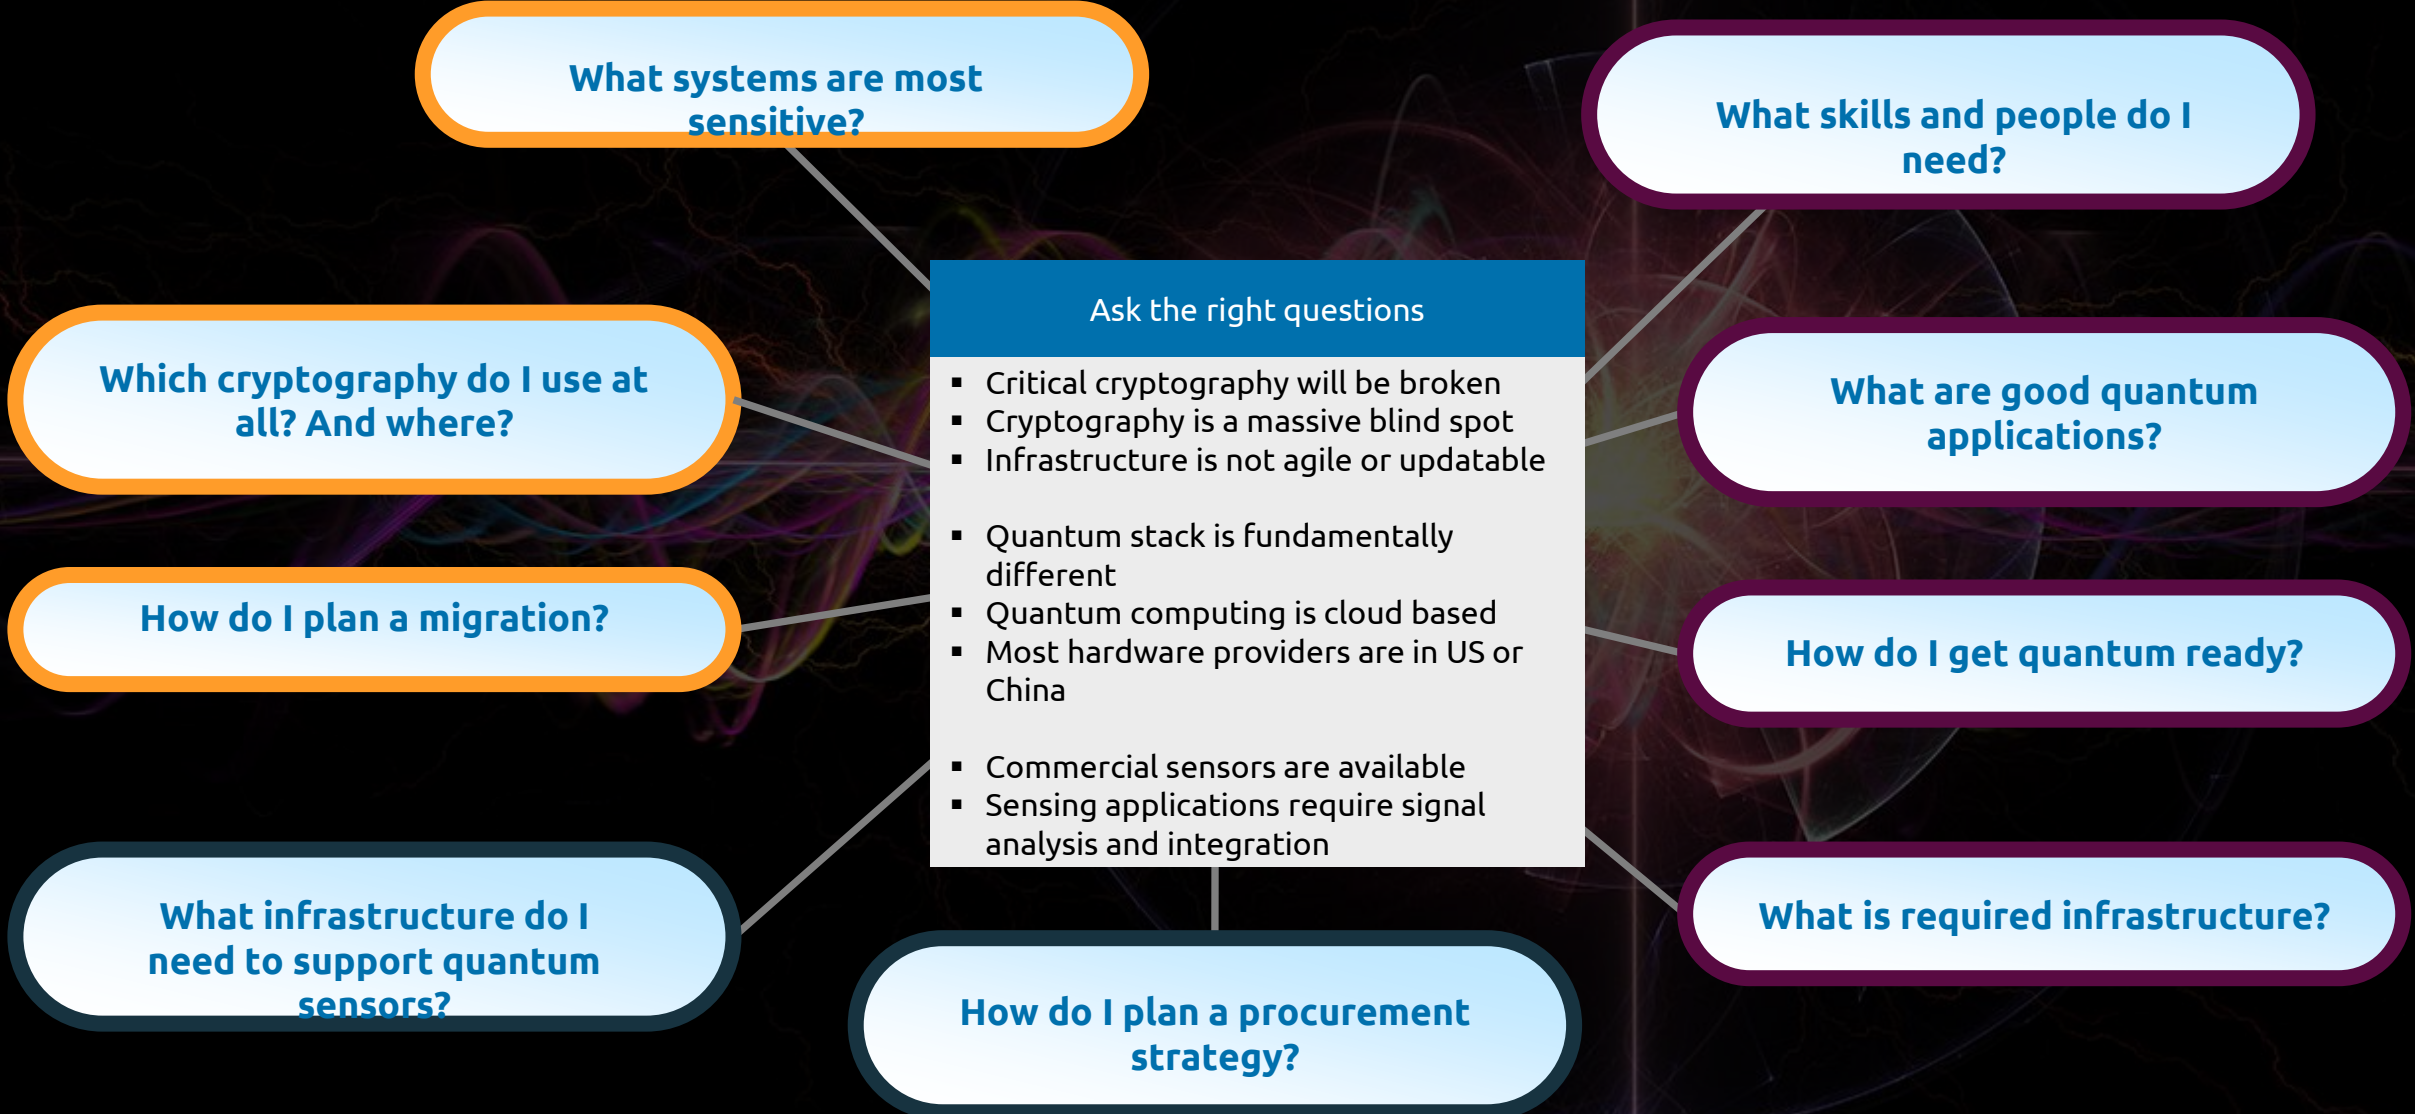 What systems are most
sensitive?
What skills and people do I
need?
Ask the right questions
Which cryptography do I use at
all? And where?
What are good quantum
applications?
▪ Critical cryptography will be broken
▪ Cryptography is a massive blind spot
▪ Infrastructure is not agile or updatable
▪ Quantum stack is fundamentally
different
▪ Quantum computing is cloud based
▪ Most hardware providers are in US or
China
▪ Commercial sensors are available
▪ Sensing applications require signal
analysis and integration
How do I plan a migration?
How do I get quantum ready?
What infrastructure do I
need to support quantum
sensors?
What is required infrastructure?
How do I plan a procurement
strategy?